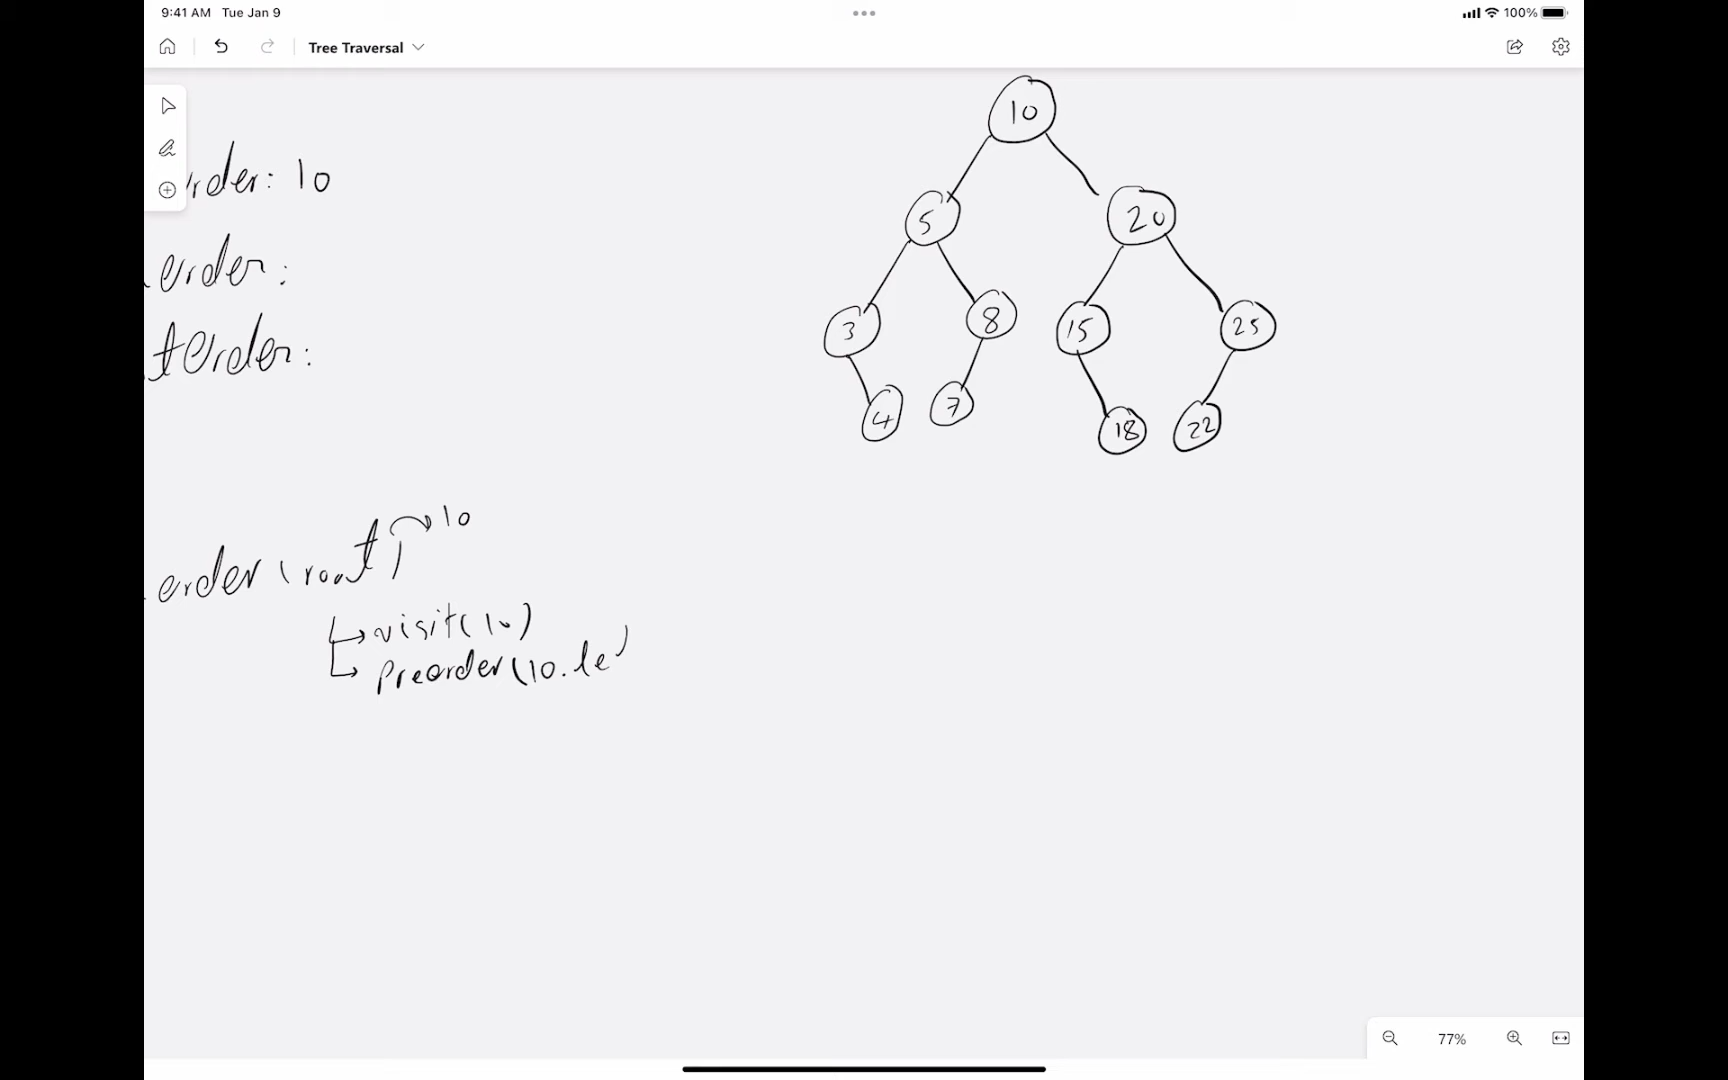 9:41 AM Tue Jan 9
100%
Tree Traversal
10
rder: 10
5
20
erder:
3
8
15
25
tOrder:
4
7
18
22
10
erder (root)
visit(10)
Preorder(10.le)
77%